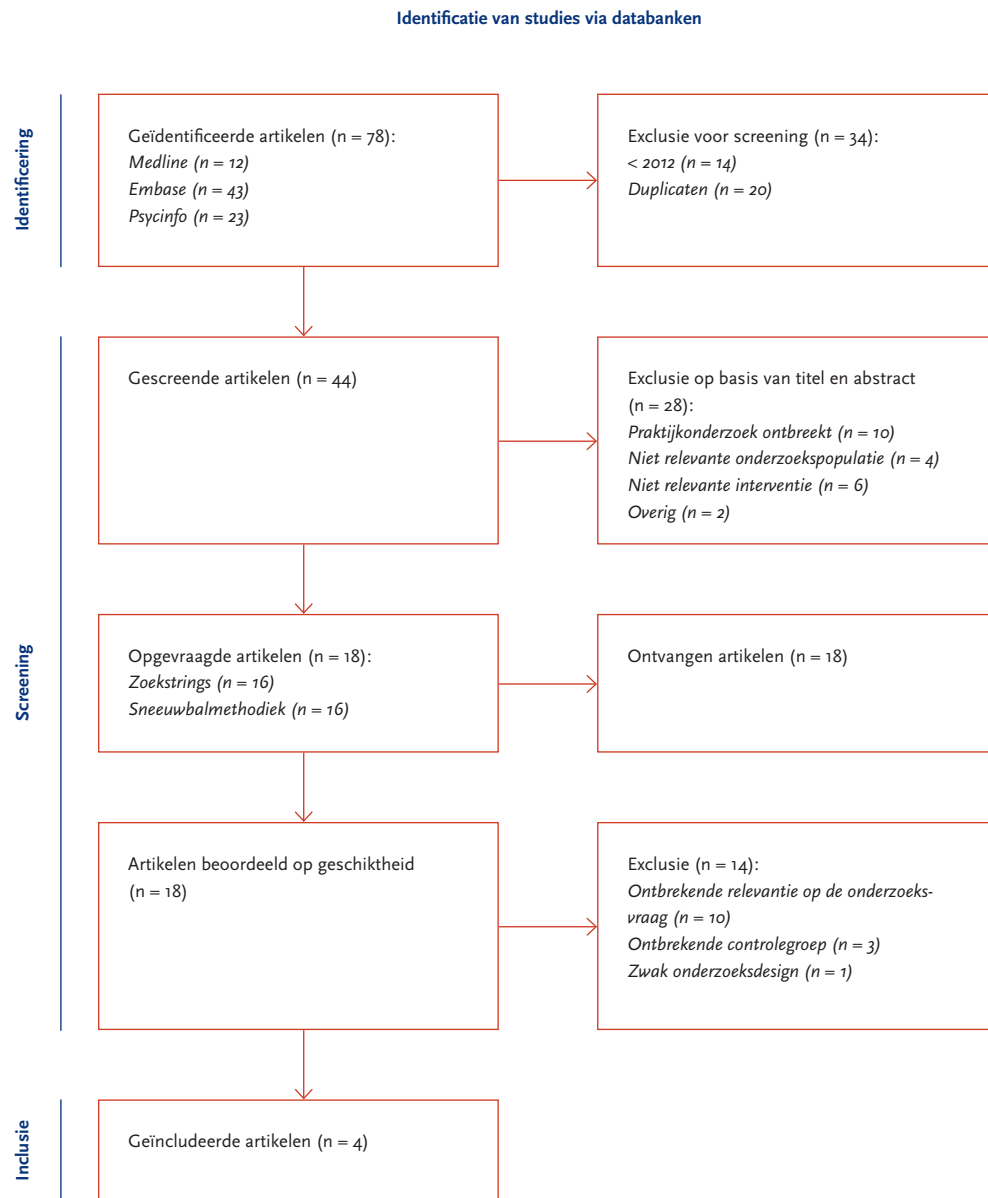 Identificatie van studies via databanken
Identificering
Geïdentificeerde artikelen (n = 78):
Medline (n = 12)
Embase (n = 43)
Psycinfo (n = 23)
Exclusie voor screening (n = 34):
< 2012 (n = 14)
Duplicaten (n = 20)
Screening
Gescreende artikelen (n = 44)
Exclusie op basis van titel en abstract
(n = 28):
Praktijkonderzoek ontbreekt (n = 10)
Niet relevante onderzoekspopulatie (n = 4)
Niet relevante interventie (n = 6)
Overig (n = 2)
Opgevraagde artikelen (n = 18):
Zoekstrings (n = 16)
Sneeuwbalmethodiek (n = 16)
Ontvangen artikelen (n = 18)
Artikelen beoordeeld op geschiktheid
(n = 18)
Exclusie (n = 14):
Ontbrekende relevantie op de onderzoeks-
vraag (n = 10)
Ontbrekende controlegroep (n = 3)
Zwak onderzoeksdesign (n = 1)
Inclusie
Geïncludeerde artikelen (n = 4)